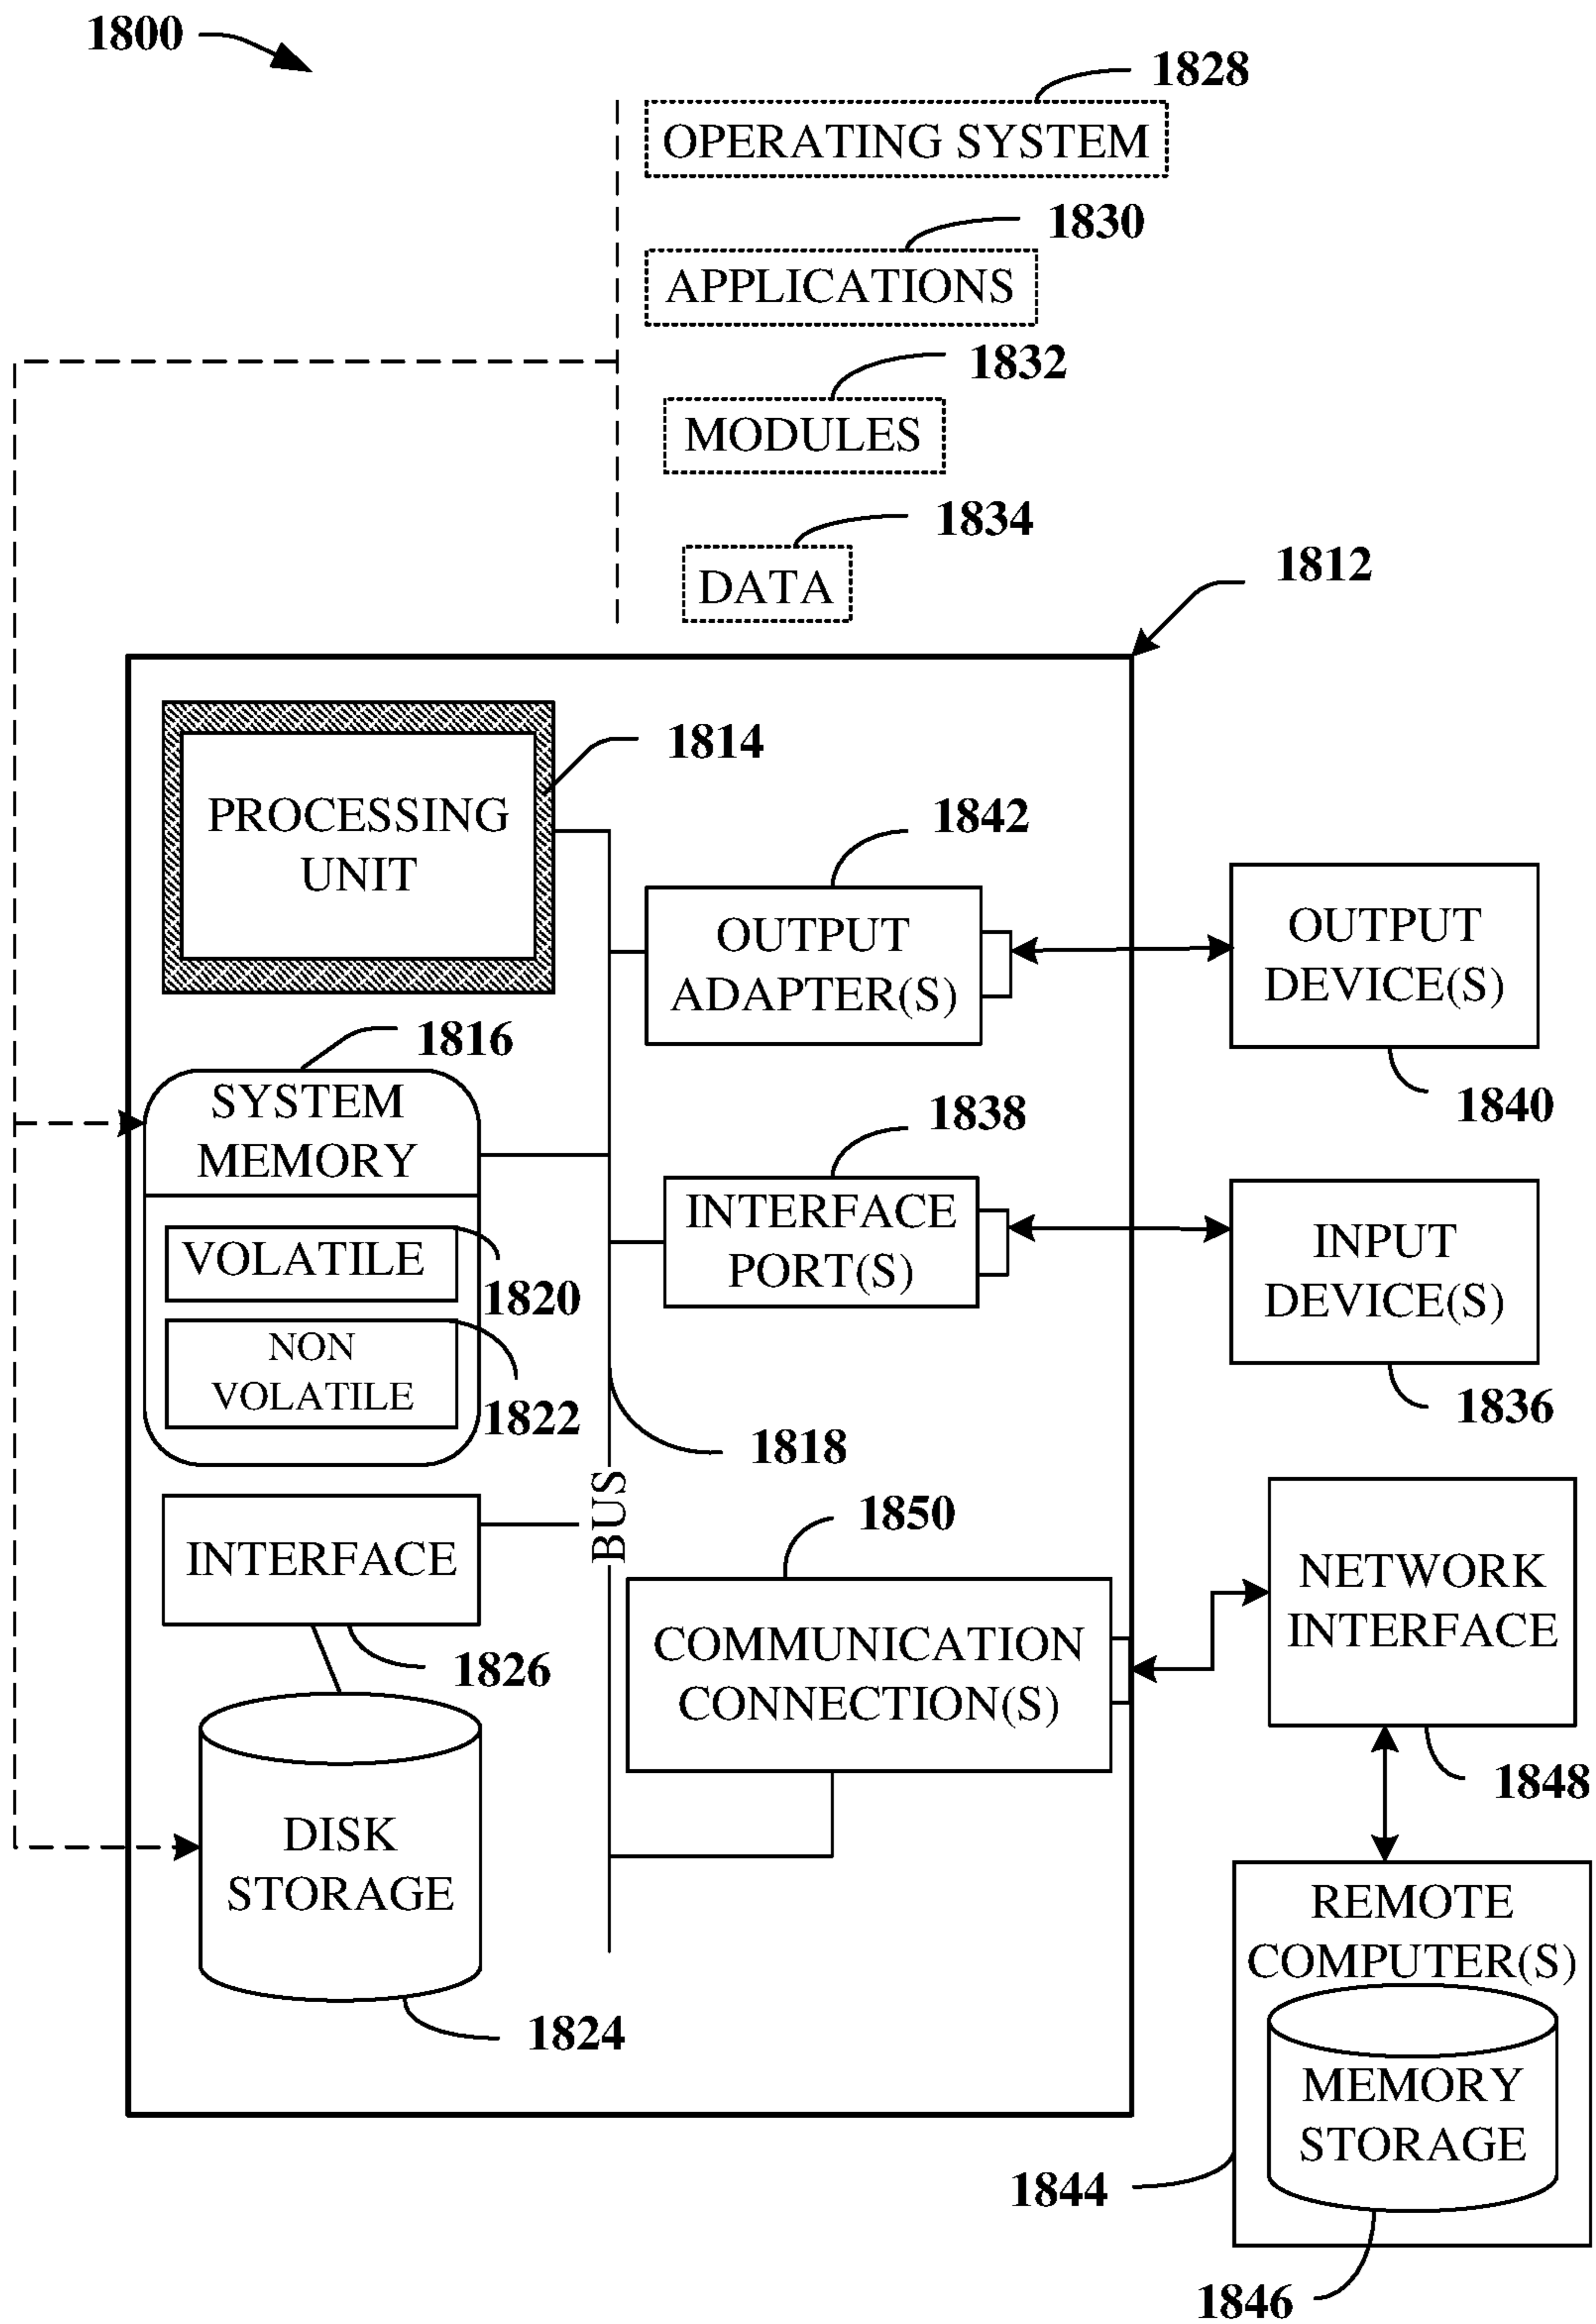 1800
1828
OPERATING SYSTEM
1830
APPLICATIONS
1832
MODULES
1834
DATA
1812
1814
PROCESSING
UNIT
1842
OUTPUT
ADAPTER(S)
OUTPUT
DEVICE(S)
1840
1816
SYSTEM
MEMORY
1838
INTERFACE
PORT(S)
INPUT
DEVICE(S)
1836
VOLATILE
1820
NON
VOLATILE
1822
1818
BUS
INTERFACE
1826
1850
COMMUNICATION
CONNECTION(S)
NETWORK
INTERFACE
1848
DISK
STORAGE
1824
REMOTE
COMPUTER(S)
MEMORY
STORAGE
1844
1846